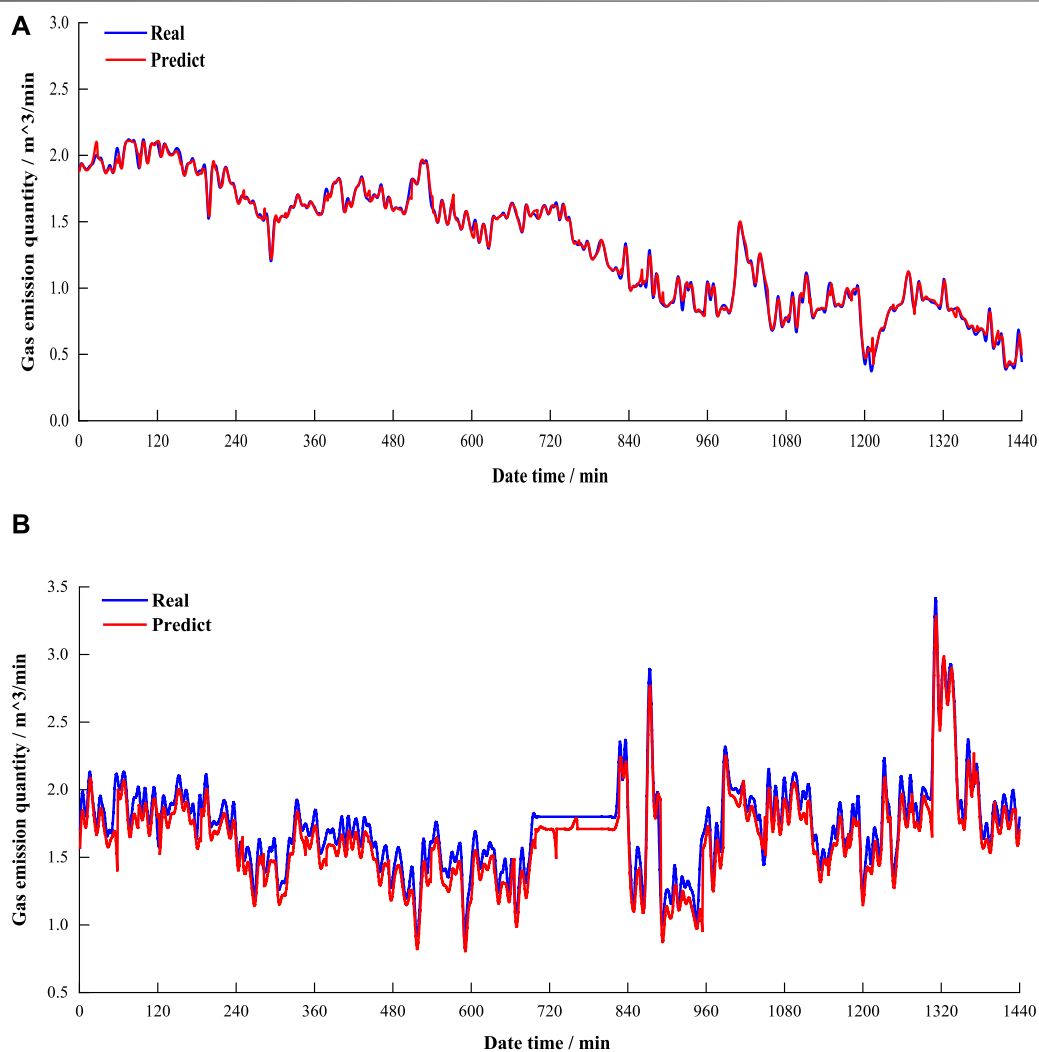 A
3.0
Real
Predict
2.5
2.0
1.5
1.0
0.5
0.0
Gas emission quantity / m^3/min
0 120 240 360 480 600 720 840 960 1080 1200 1320 1440
Date time / min
B
3.5
Real
Predict
3.0
2.5
2.0
1.5
1.0
0.5
Gas emission quantity / m^3/min
0 120 240 360 480 600 720 840 960 1080 1200 1320 1440
Date time / min